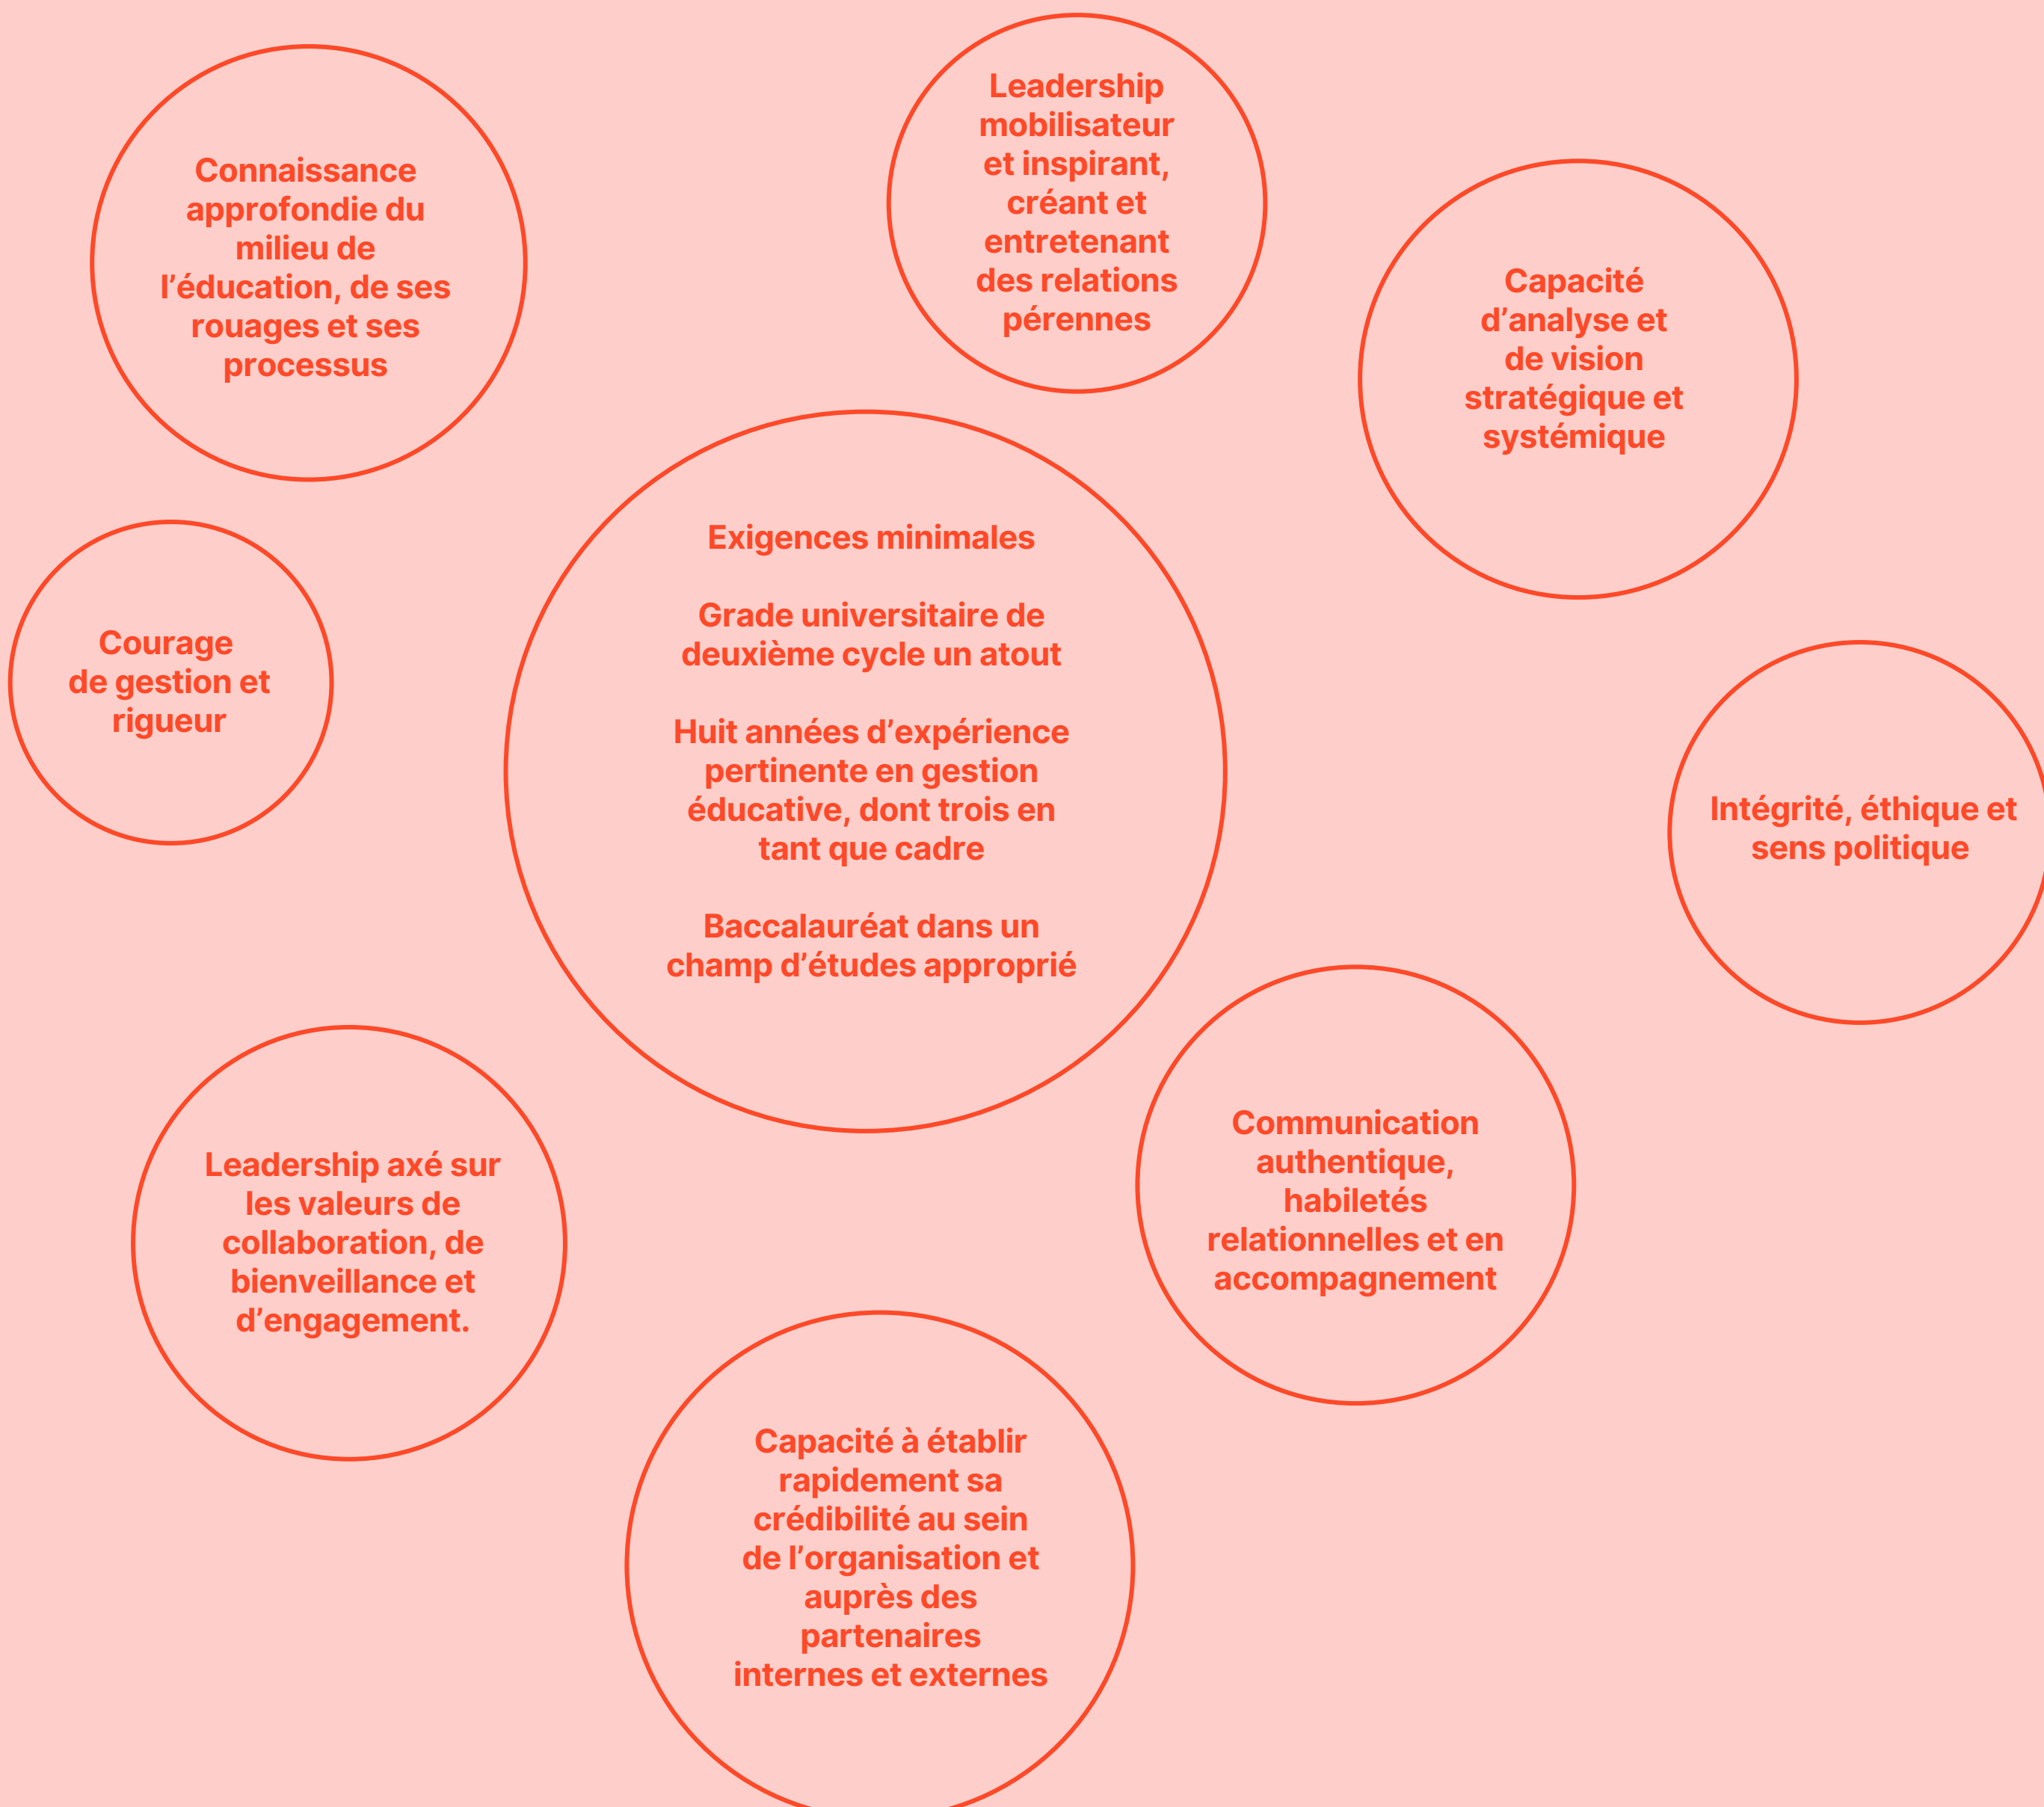 Connaissance
approfondie du
milieu de
l’éducation, de ses
rouages et ses
processus
Leadership
mobilisateur
et inspirant,
créant et
entretenant
des relations
pérennes
Capacité
d’analyse et
de vision
stratégique et
systémique
Courage
de gestion et
rigueur
Exigences minimales
Grade universitaire de
deuxième cycle un atout
Huit années d’expérience
pertinente en gestion
éducative, dont trois en
tant que cadre
Baccalauréat dans un
champ d’études approprié
Intégrité, éthique et
sens politique
Leadership axé sur
les valeurs de
collaboration, de
bienveillance et
d’engagement.
Communication
authentique,
habiletés
relationnelles et en
accompagnement
Capacité à établir
rapidement sa
crédibilité au sein
de l’organisation et
auprès des
partenaires
internes et externes